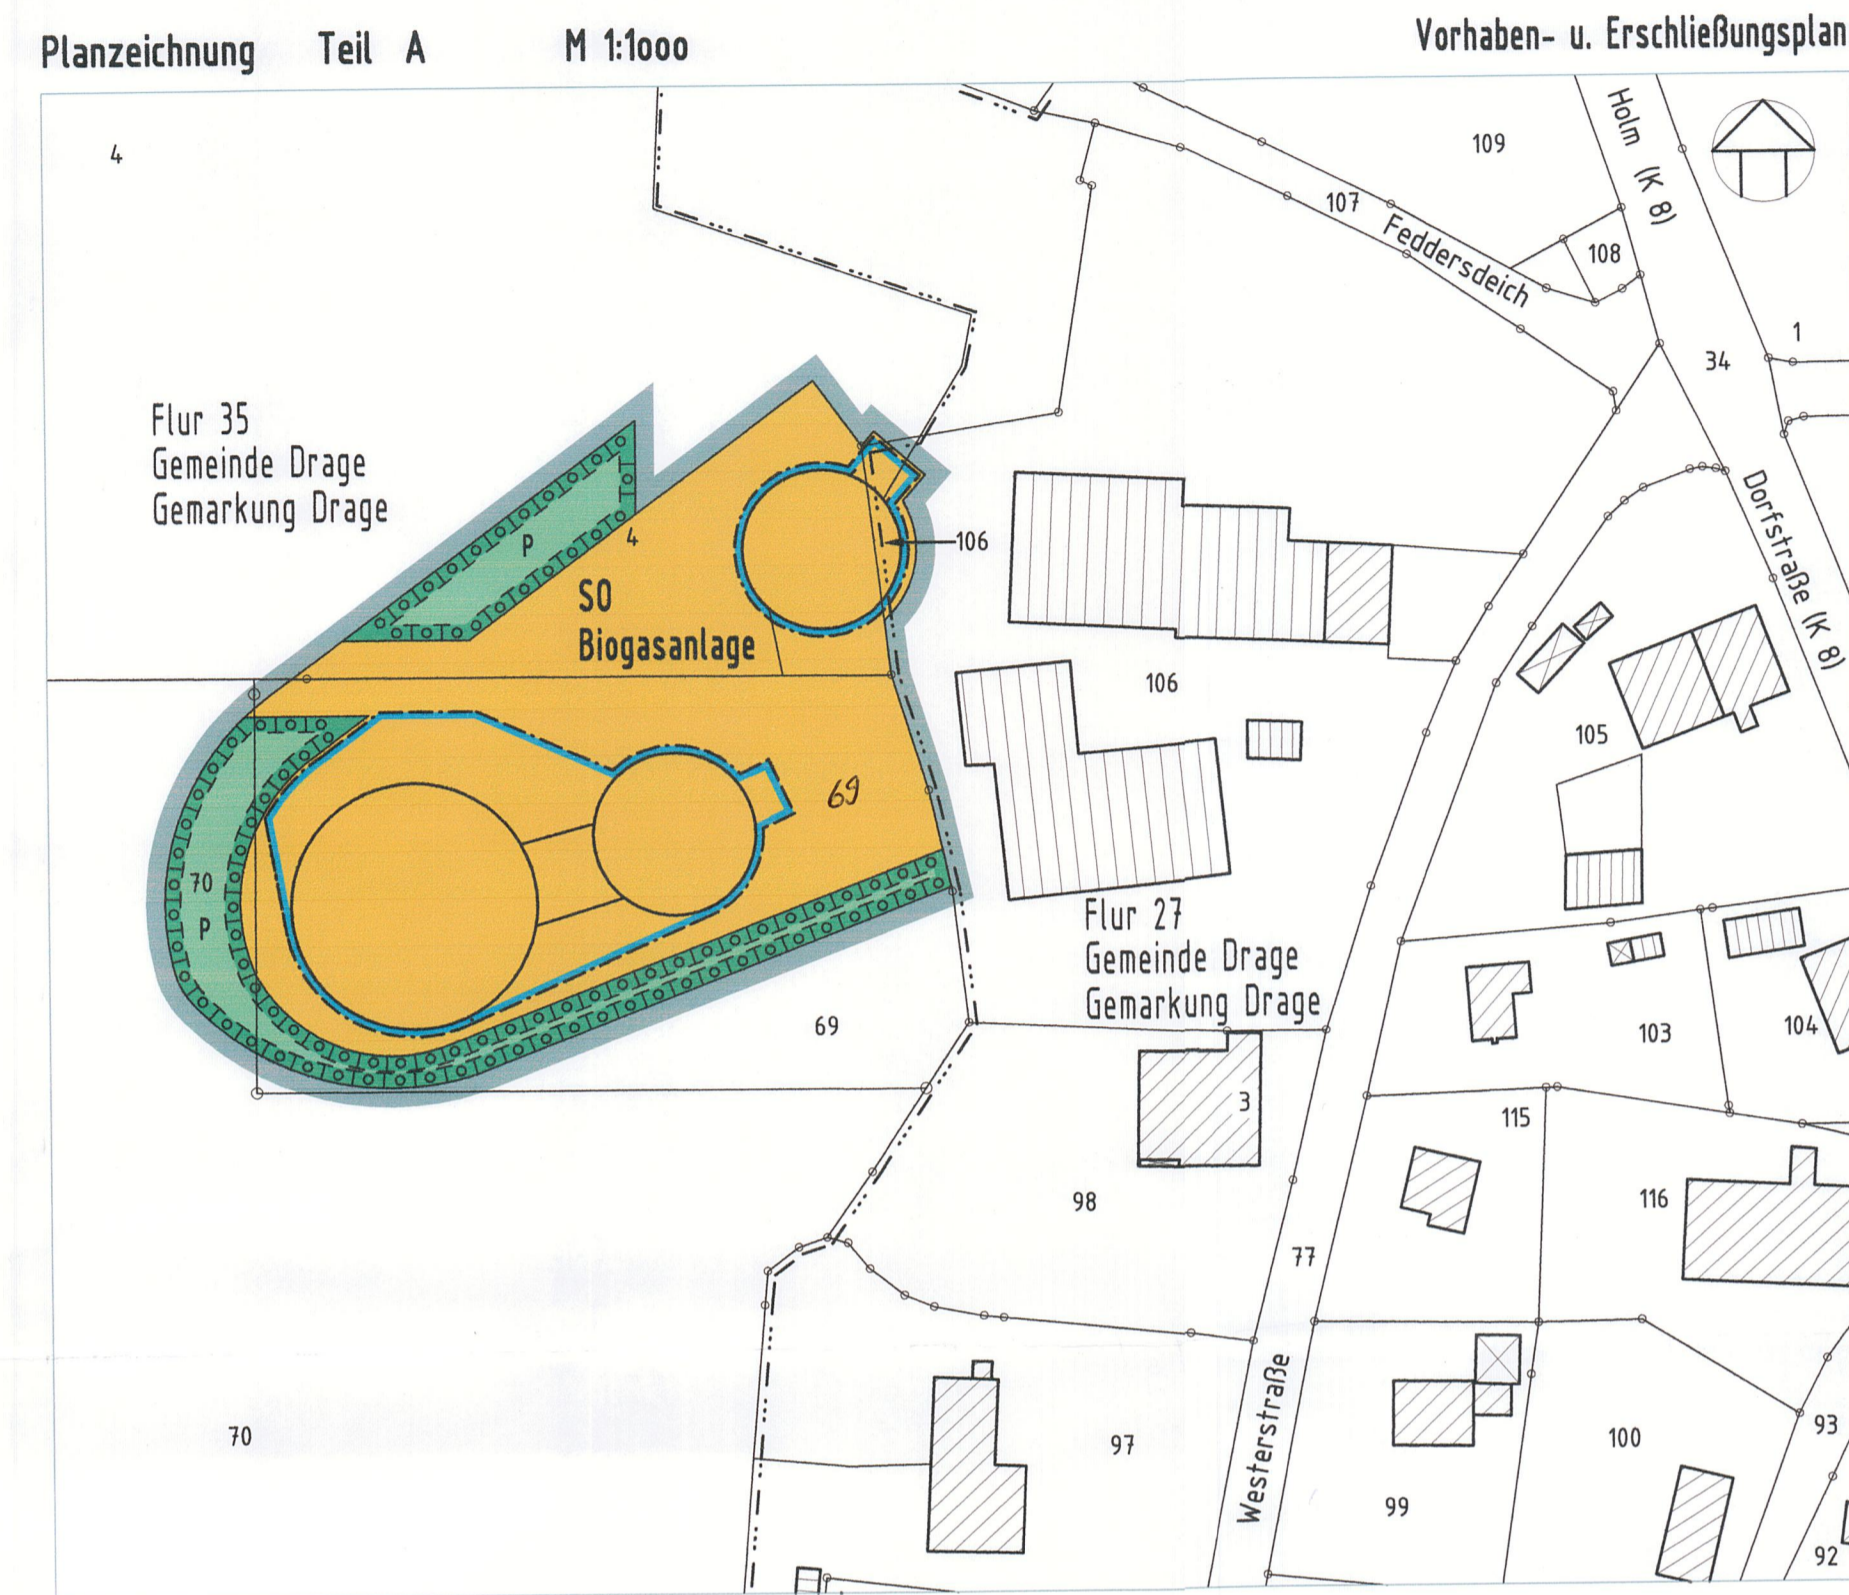 Planzeichnung Teil A M 1:1000
Vorhaben- u. Erschließungsplan
4
109
Holm (K 8)
107
Feddersdeich
108
34
1
Flur 35
Gemeinde Drage
Gemarkung Drage
P
4
SO
Biogasanlage
106
Dorfstraße (K 8)
106
105
69
70
P
Flur 27
Gemeinde Drage
Gemarkung Drage
69
103
104
3
115
98
116
77
Westerstraße
70
97
99
100
93
92